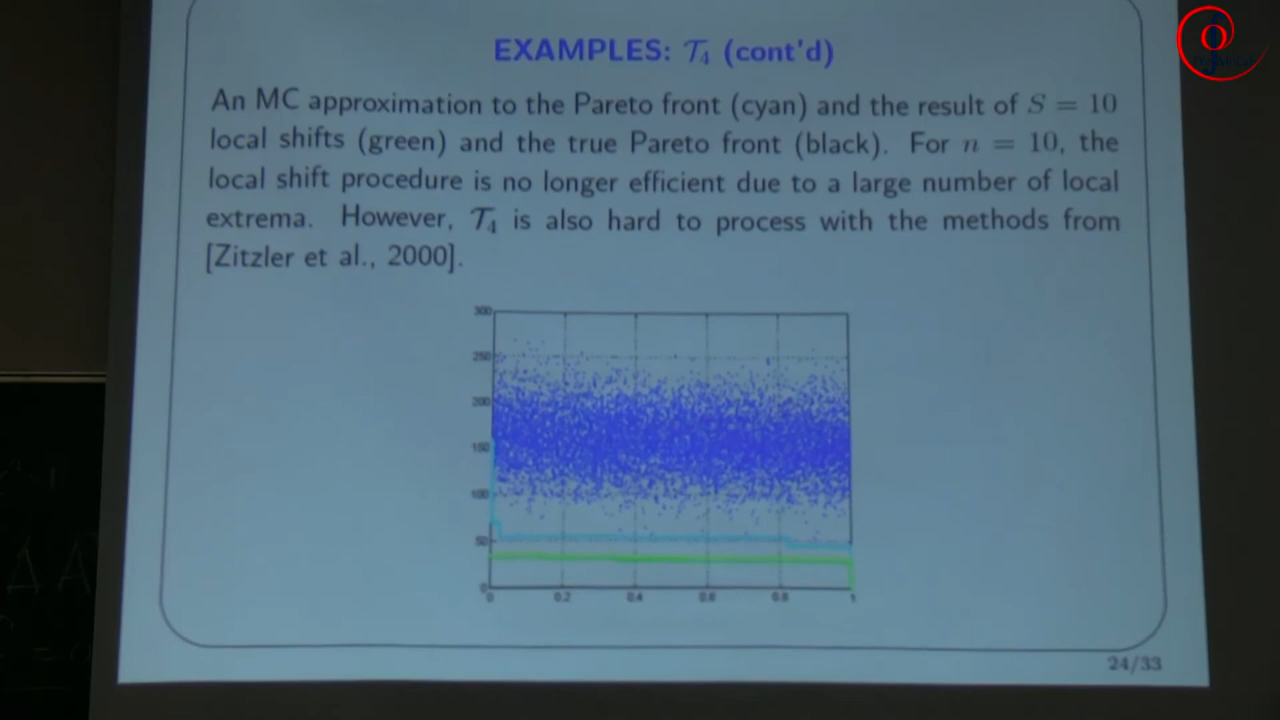 EXAMPLES: 𝒯₄ (cont'd)
An MC approximation to the Pareto front (cyan) and the result of S = 10
local shifts (green) and the true Pareto front (black). For n = 10, the
local shift procedure is no longer efficient due to a large number of local
extrema. However, 𝒯₄ is also hard to process with the methods from
[Zitzler et al., 2000].
300
250
200
150
100
50
0
0 0.2 0.4 0.6 0.8 1
24/33